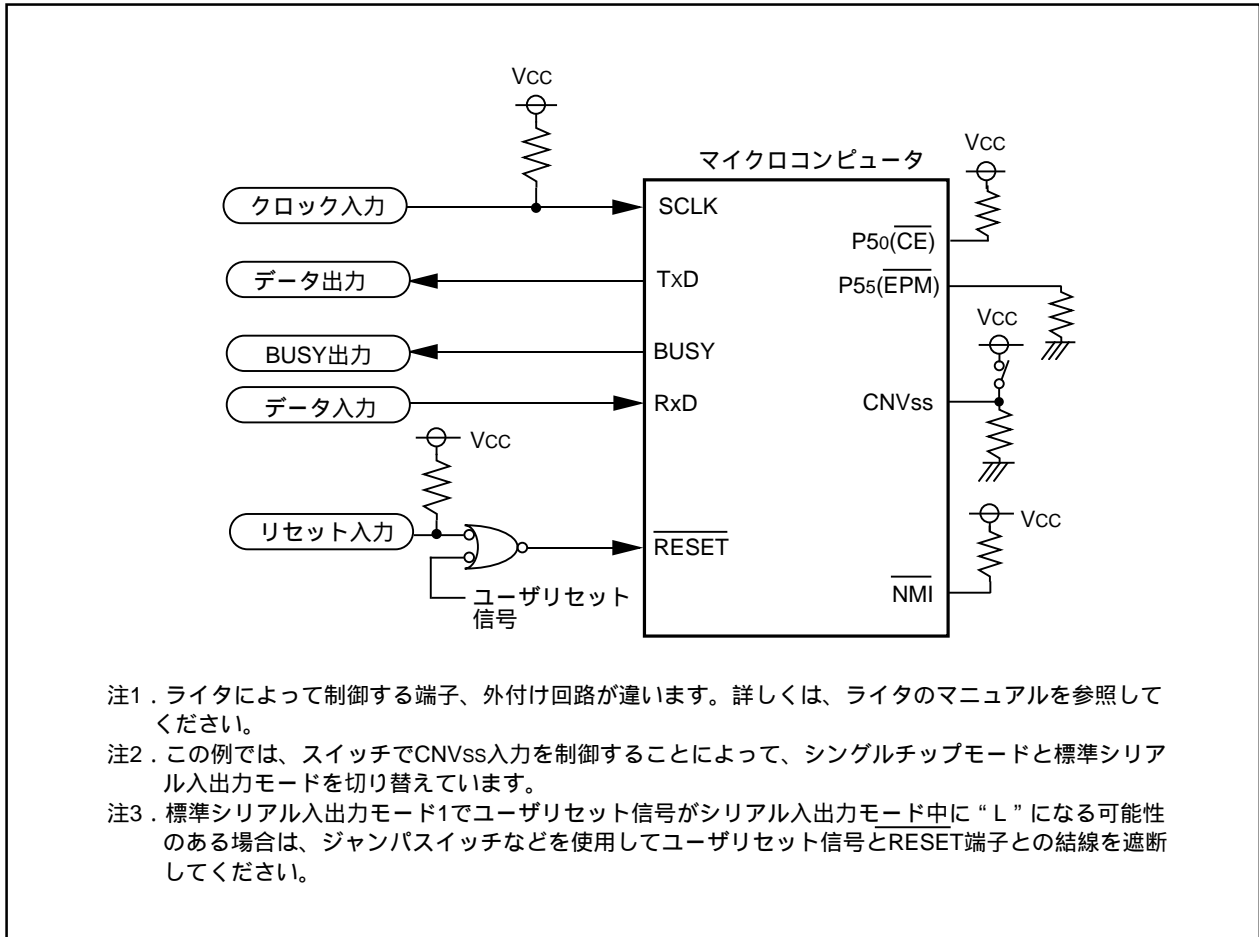 Vcc
Vcc
マイクロコンピュータ
クロック入力
SCLK
P50(CE)
データ出力
TxD
P55(EPM)
Vcc
BUSY出力
BUSY
データ入力
RxD
CNVss
Vcc
Vcc
リセット入力
RESET
ユーザリセット
信号
NMI
注1．ライタによって制御する端子、外付け回路が違います。詳しくは、ライタのマニュアルを参照して
ください。
注2．この例では、スイッチでCNVss入力を制御することによって、シングルチップモードと標準シリア
ル入出力モードを切り替えています。
注3．標準シリアル入出力モード1でユーザリセット信号がシリアル入出力モード中に“L”になる可能性
のある場合は、ジャンパスイッチなどを使用してユーザリセット信号とRESET端子との結線を遮断
してください。